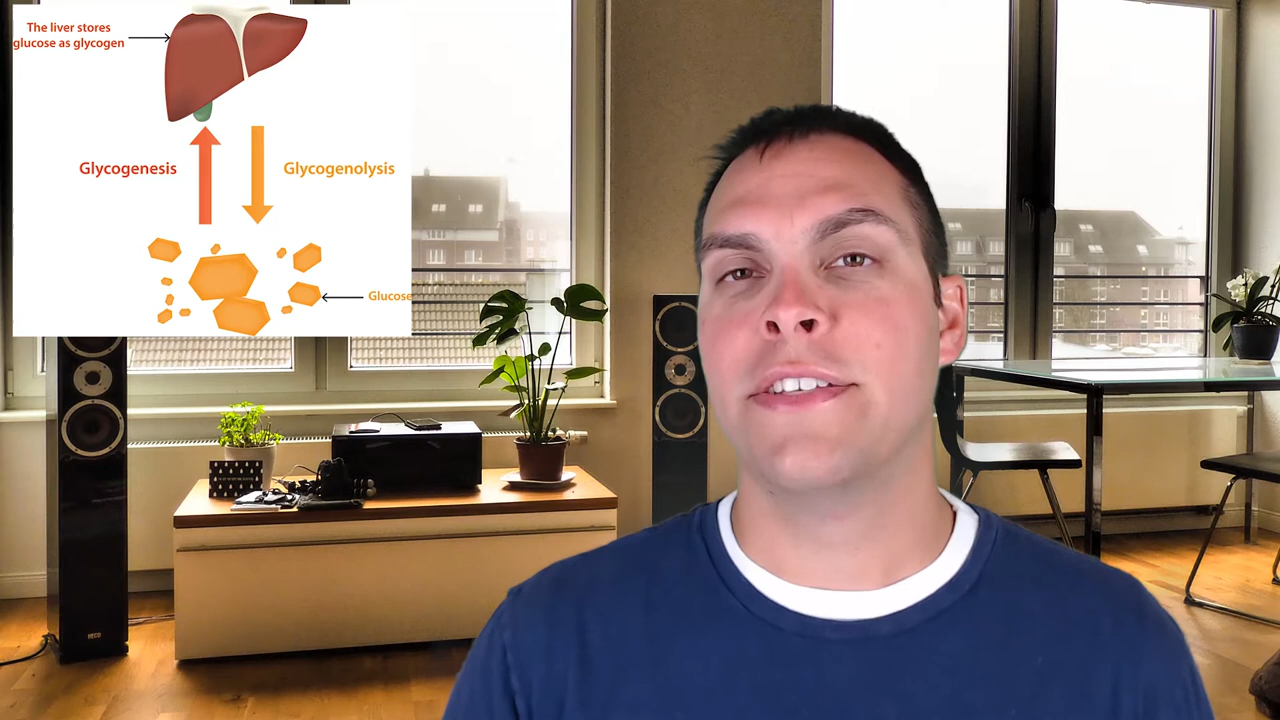 The liver stores
glucose as glycogen
Glycogenesis
Glycogenolysis
Glucose